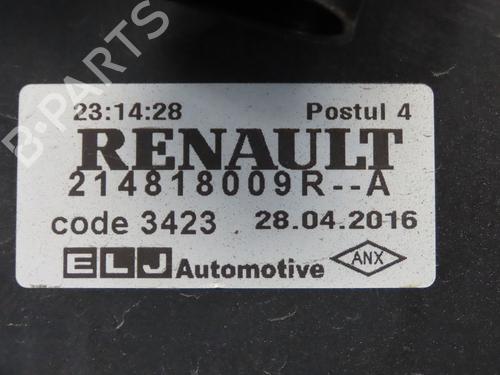 B-PARTS
23:14:28 Postul 4
RENAULT
214818009R--A
code 3423 28.04.2016
ELJ Automotive ANX